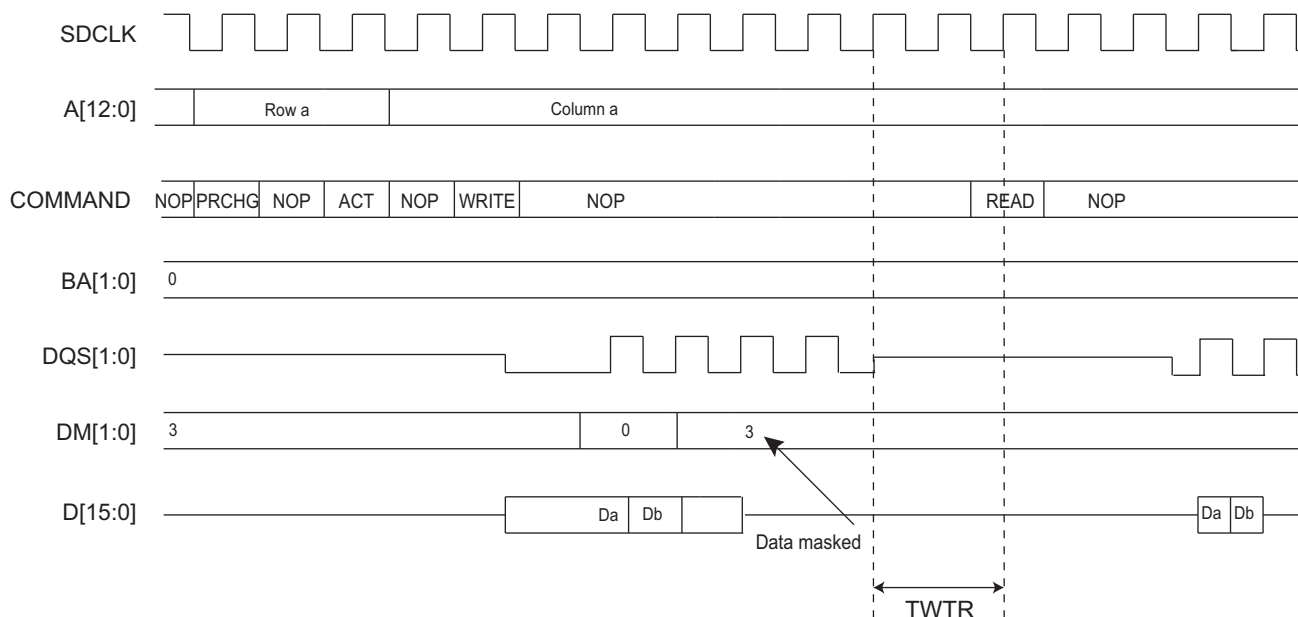 SDCLK
A[12:0] Row a Column a
COMMAND NOP PRCHG NOP ACT NOP WRITE NOP READ NOP
BA[1:0] 0
DQS[1:0]
DM[1:0] 3 0 3
D[15:0] Da Db Da Db
Data masked
TWTR